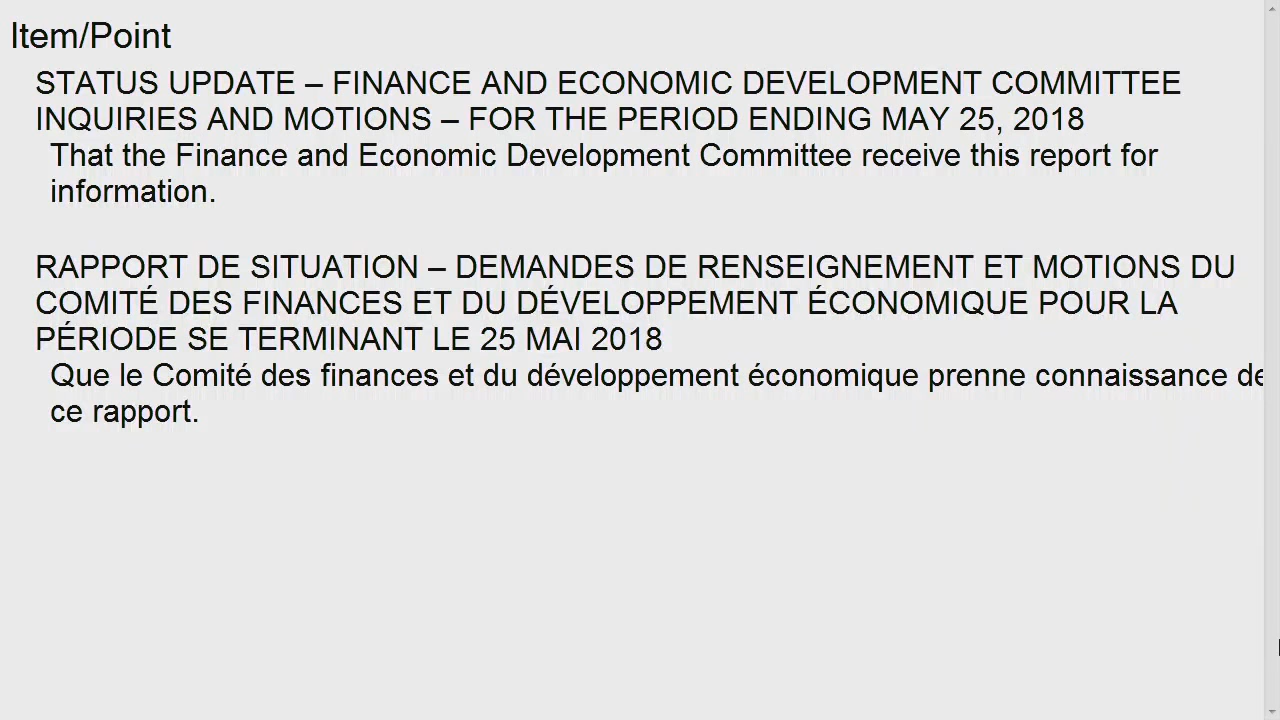 Item/Point
STATUS UPDATE – FINANCE AND ECONOMIC DEVELOPMENT COMMITTEE
INQUIRIES AND MOTIONS – FOR THE PERIOD ENDING MAY 25, 2018
That the Finance and Economic Development Committee receive this report for
information.
RAPPORT DE SITUATION – DEMANDES DE RENSEIGNEMENT ET MOTIONS DU
COMITÉ DES FINANCES ET DU DÉVELOPPEMENT ÉCONOMIQUE POUR LA
PÉRIODE SE TERMINANT LE 25 MAI 2018
Que le Comité des finances et du développement économique prenne connaissance de
ce rapport.